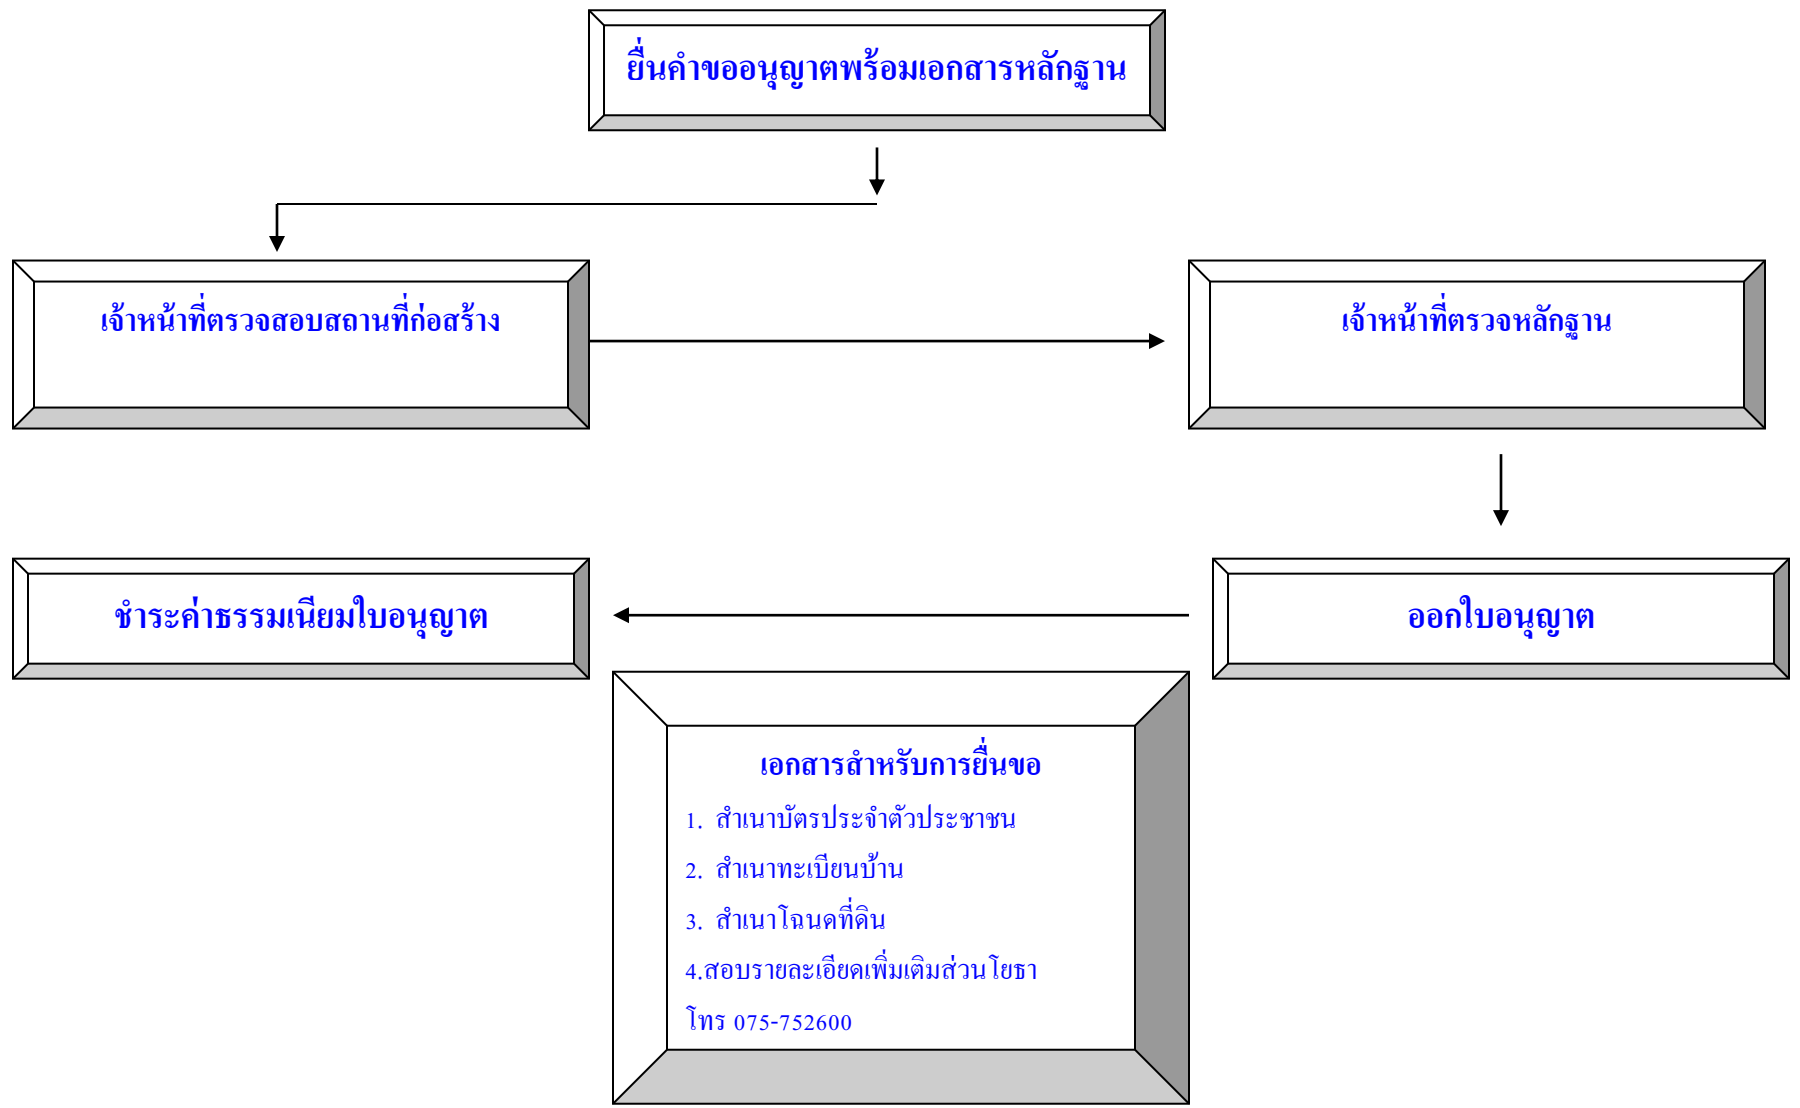 ยื่นคำขออนุญาตพร้อมเอกสารหลักฐาน
เจ้าหน้าที่ตรวจสอบสถานที่ก่อสร้าง
เจ้าหน้าที่ตรวจหลักฐาน
ชำระค่าธรรมเนียมใบอนุญาต
ออกใบอนุญาต
เอกสารสำหรับการยื่นขอ
1. สำเนาบัตรประจำตัวประชาชน
2. สำเนาทะเบียนบ้าน
3. สำเนาโฉนดที่ดิน
4.สอบรายละเอียดเพิ่มเติมส่วนโยธา
โทร 075-752600